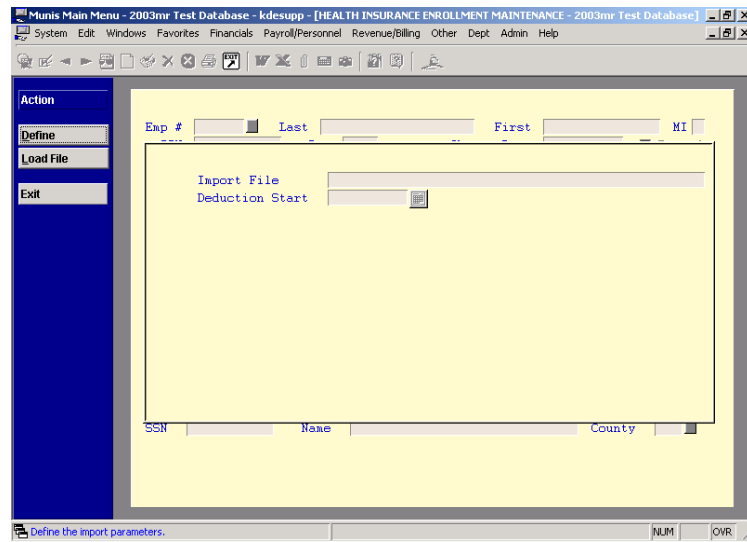 Munis Main Menu - 2003mr Test Database - kdesupp - [HEALTH INSURANCE ENROLLMENT MAINTENANCE - 2003mr Test Database]
System Edit Windows Favorites Financials Payroll/Personnel Revenue/Billing Other Dept Admin Help
EXIT
Action
Define
Load File
Exit
Emp # Last First MI
Import File
Deduction Start
SSN Name County
Define the import parameters. NUM OVR